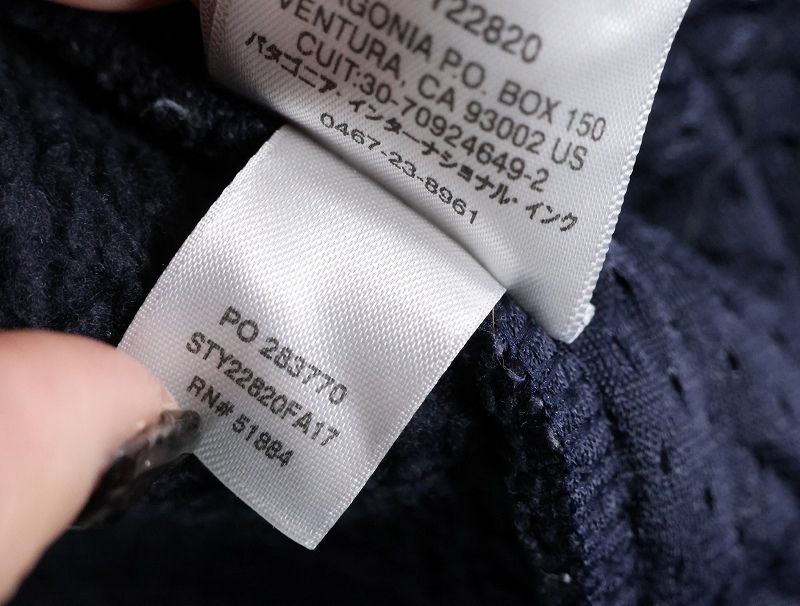 Y22820
AGONIA P.O. BOX 150
VENTURA, CA 93002 US
CUIT:30-70924649-2
パタゴニア・インターナショナル・インク
0467-23-8961
PO 283770
STY22820FA17
RN# 51884